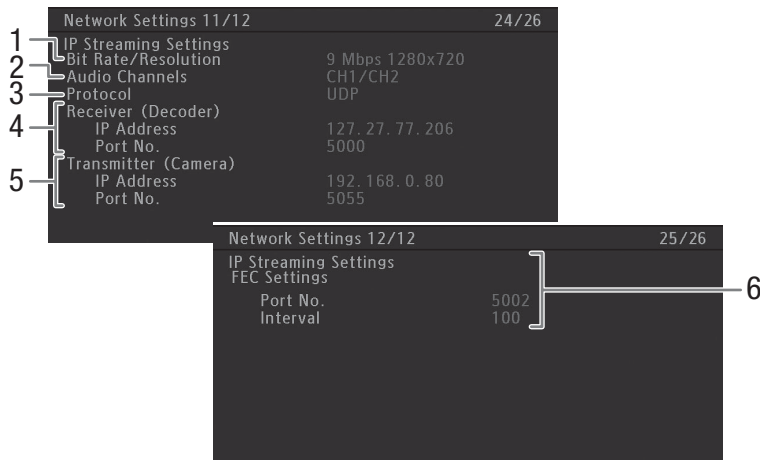 Network Settings 11/12 24/26
IP Streaming Settings
1 Bit Rate/Resolution 9 Mbps 1280x720
2 Audio Channels CH1/CH2
3 Protocol UDP
4 Receiver (Decoder)
IP Address 127. 27. 77. 206
Port No. 5000
5 Transmitter (Camera)
IP Address 192. 168. 0. 80
Port No. 5055
Network Settings 12/12 25/26
IP Streaming Settings
FEC Settings
6
Port No. 5002
Interval 100